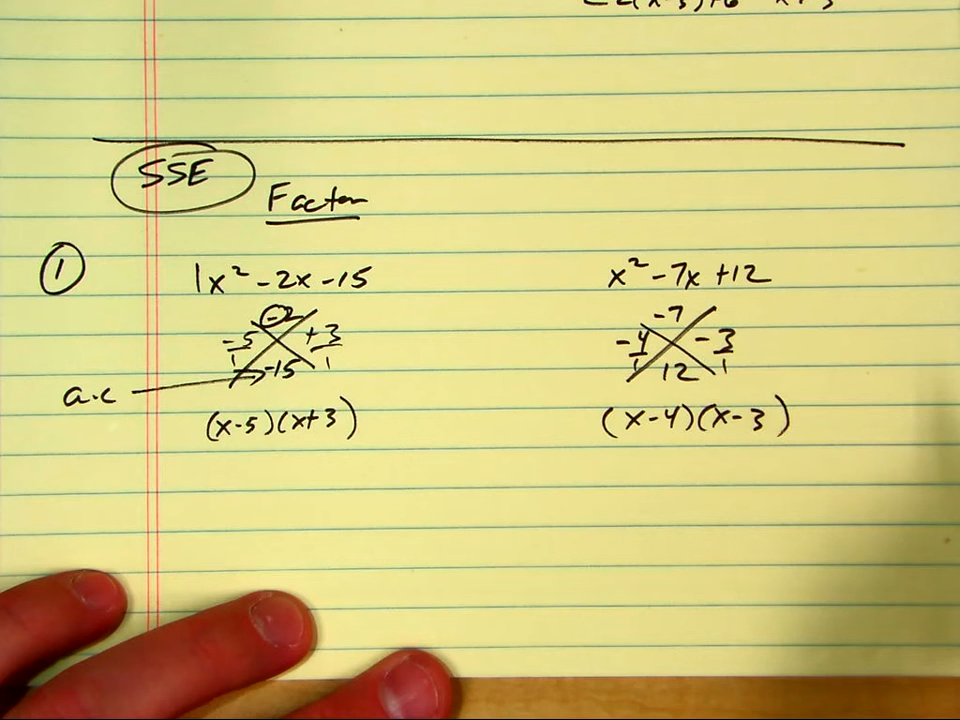 SSE
Factor
① 1x² -2x -15 x² -7x +12
-2 -7
-5/1 +3/1 -4/1 -3/1
a·c → -15 12
(x-5)(x+3) (x-4)(x-3)